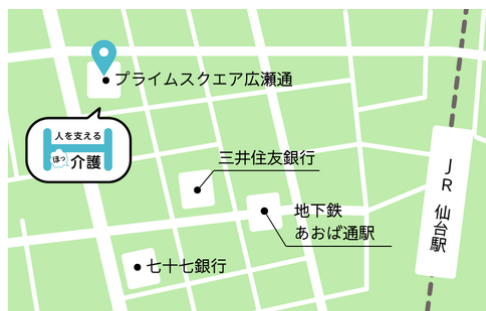 プライムスクエア広瀬通
人を支える
ほっ
介護
三井住友銀行
地下鉄
あおば通駅
七十七銀行
JR 仙台駅